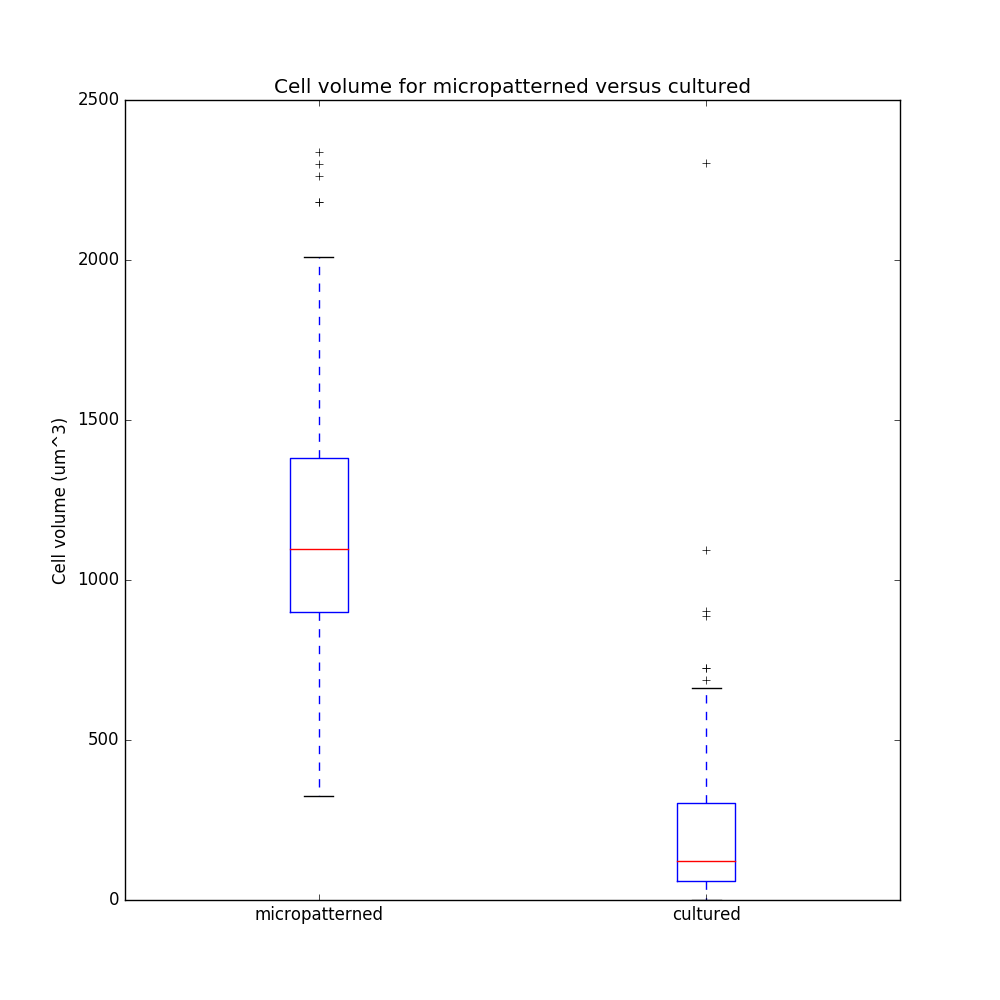 Cell volume for micropatterned versus cultured
2500
2000
1500
1000
500
0
Cell volume (um^3)
micropatterned
cultured